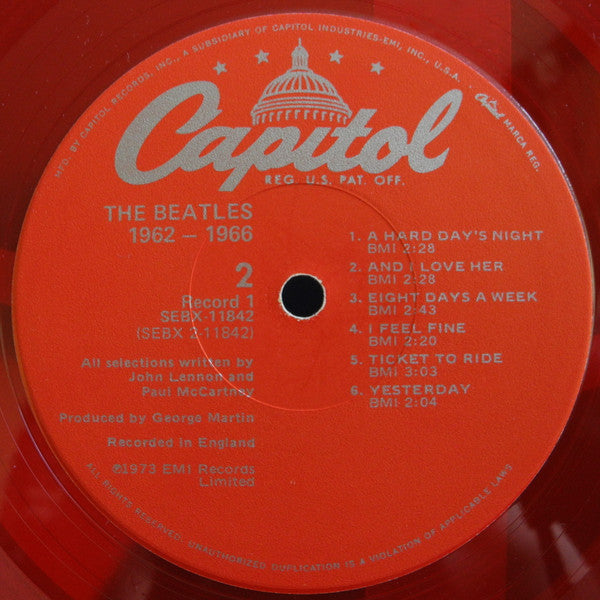 MFD. BY CAPITOL RECORDS, INC., A SUBSIDIARY OF CAPITOL INDUSTRIES-EMI, INC., U.S.A.
Capitol MARCA REG.
Capitol
REG. U.S. PAT. OFF.
THE BEATLES
1962 – 1966
2
Record 1
SEBX-11842
(SEBX 2-11842)
All selections written by
John Lennon and
Paul McCartney
Produced by George Martin
Recorded in England
℗1973 EMI Records
Limited
1. A HARD DAY'S NIGHT
BMI 2:28
2. AND I LOVE HER
BMI 2:28
3. EIGHT DAYS A WEEK
BMI 2:43
4. I FEEL FINE
BMI 2:20
5. TICKET TO RIDE
BMI 3:03
6. YESTERDAY
BMI 2:04
ALL RIGHTS RESERVED. UNAUTHORIZED DUPLICATION IS A VIOLATION OF APPLICABLE LAWS